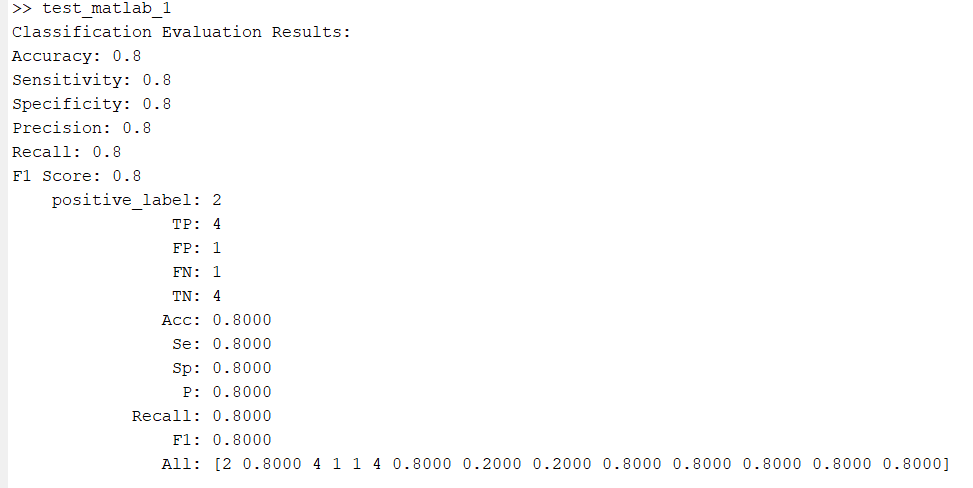 >> test_matlab_1
Classification Evaluation Results:
Accuracy: 0.8
Sensitivity: 0.8
Specificity: 0.8
Precision: 0.8
Recall: 0.8
F1 Score: 0.8
positive_label: 2
TP: 4
FP: 1
FN: 1
TN: 4
Acc: 0.8000
Se: 0.8000
Sp: 0.8000
P: 0.8000
Recall: 0.8000
F1: 0.8000
All: [2 0.8000 4 1 1 4 0.8000 0.2000 0.2000 0.8000 0.8000 0.8000 0.8000 0.8000]